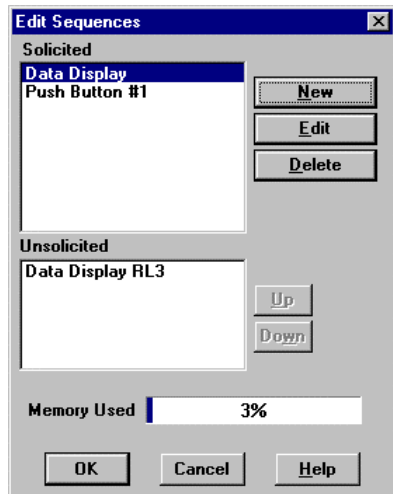 Edit Sequences
Solicited
Data Display
Push Button #1
New
Edit
Delete
Unsolicited
Data Display RL3
Up
Down
Memory Used 3%
OK Cancel Help